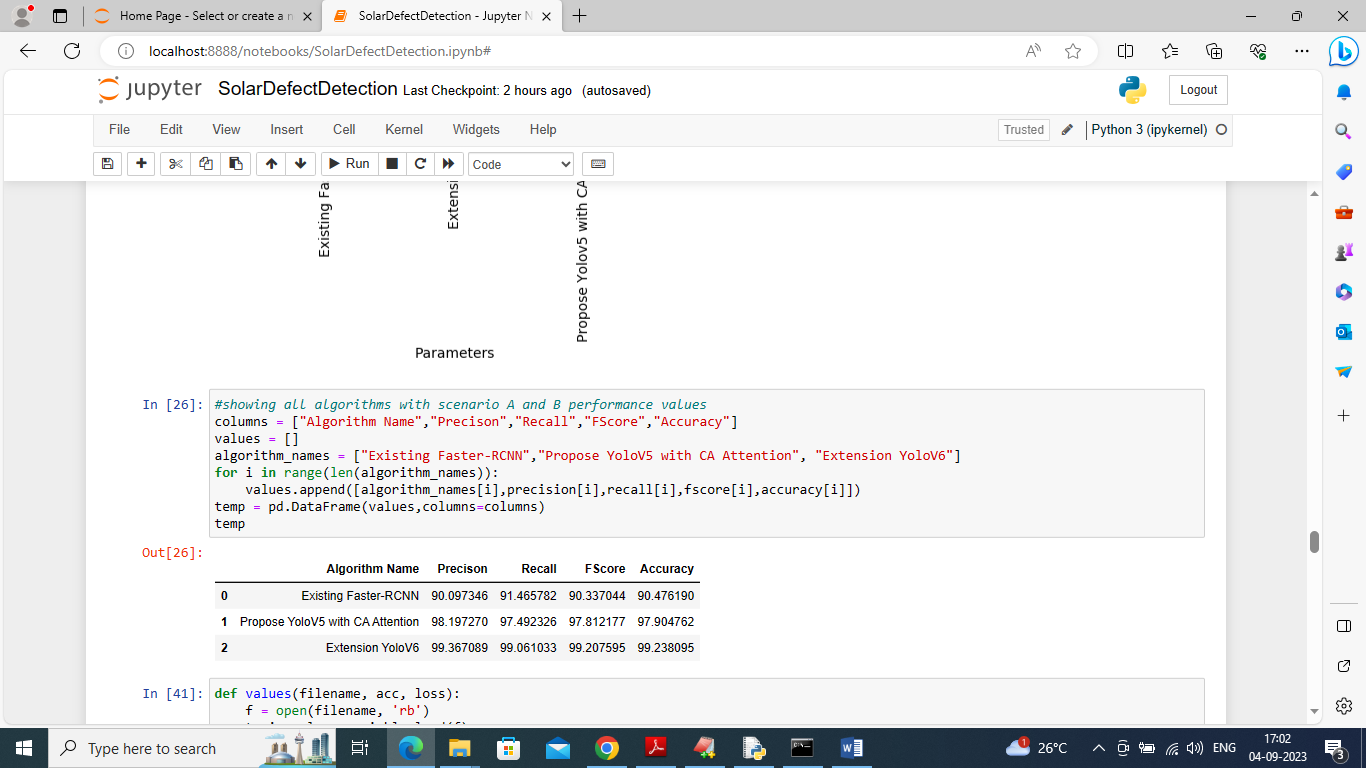 Home Page - Select or create a n
SolarDefectDetection - Jupyter N
localhost:8888/notebooks/SolarDefectDetection.ipynb#
jupyter SolarDefectDetection Last Checkpoint: 2 hours ago (autosaved)
Logout
File Edit View Insert Cell Kernel Widgets Help
Trusted Python 3 (ipykernel)
Run Code
Existing Fa
Extensi
Propose Yolov5 with CA
Parameters
In [26]:
#showing all algorithms with scenario A and B performance values
columns = ["Algorithm Name","Precison","Recall","FScore","Accuracy"]
values = []
algorithm_names = ["Existing Faster-RCNN","Propose YoloV5 with CA Attention", "Extension YoloV6"]
for i in range(len(algorithm_names)):
    values.append([algorithm_names[i],precision[i],recall[i],fscore[i],accuracy[i]])
temp = pd.DataFrame(values,columns=columns)
temp
Out[26]:
Algorithm Name Precison Recall FScore Accuracy
0 Existing Faster-RCNN 90.097346 91.465782 90.337044 90.476190
1 Propose YoloV5 with CA Attention 98.197270 97.492326 97.812177 97.904762
2 Extension YoloV6 99.367089 99.061033 99.207595 99.238095
In [41]:
def values(filename, acc, loss):
    f = open(filename, 'rb')
Type here to search
1
26°C
ENG
17:02
04-09-2023
3